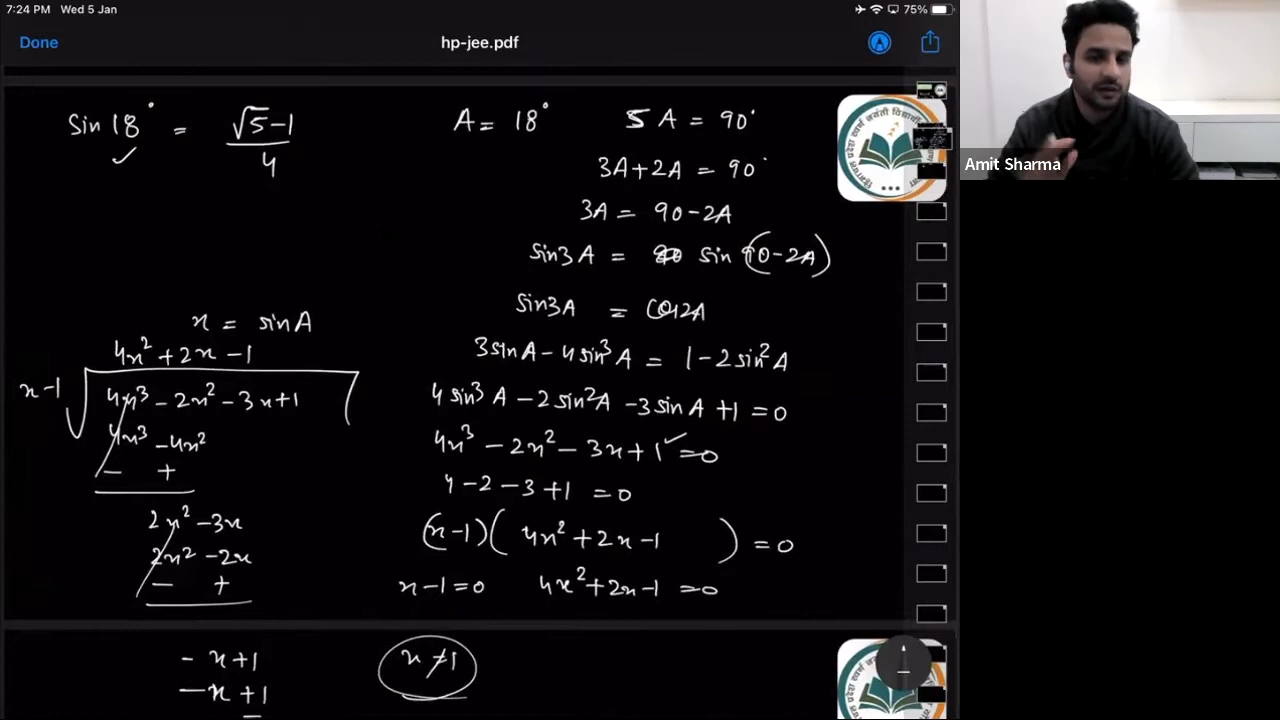 7:24 PM Wed 5 Jan
75%
Done
hp-jee.pdf
Amit Sharma
Sin 18° = (√5-1)/4
A = 18° 5A = 90°
3A+2A = 90°
3A = 90-2A
Sin3A = sin (90-2A)
Sin3A = Cos2A
3sinA - 4sin³A = 1-2sin²A
4sin³A - 2sin²A - 3sinA + 1 = 0
4x³ - 2x² - 3x + 1 = 0
4 - 2 - 3 + 1 = 0
(x-1)( 4x² + 2x - 1 ) = 0
x-1=0 4x²+2x-1 = 0
x ≠ 1
x = sinA
4x² + 2x - 1
x-1 4x³ - 2x² - 3x + 1
4x³ - 4x²
- +
2x² - 3x
2x² - 2x
- +
- x + 1
- x + 1